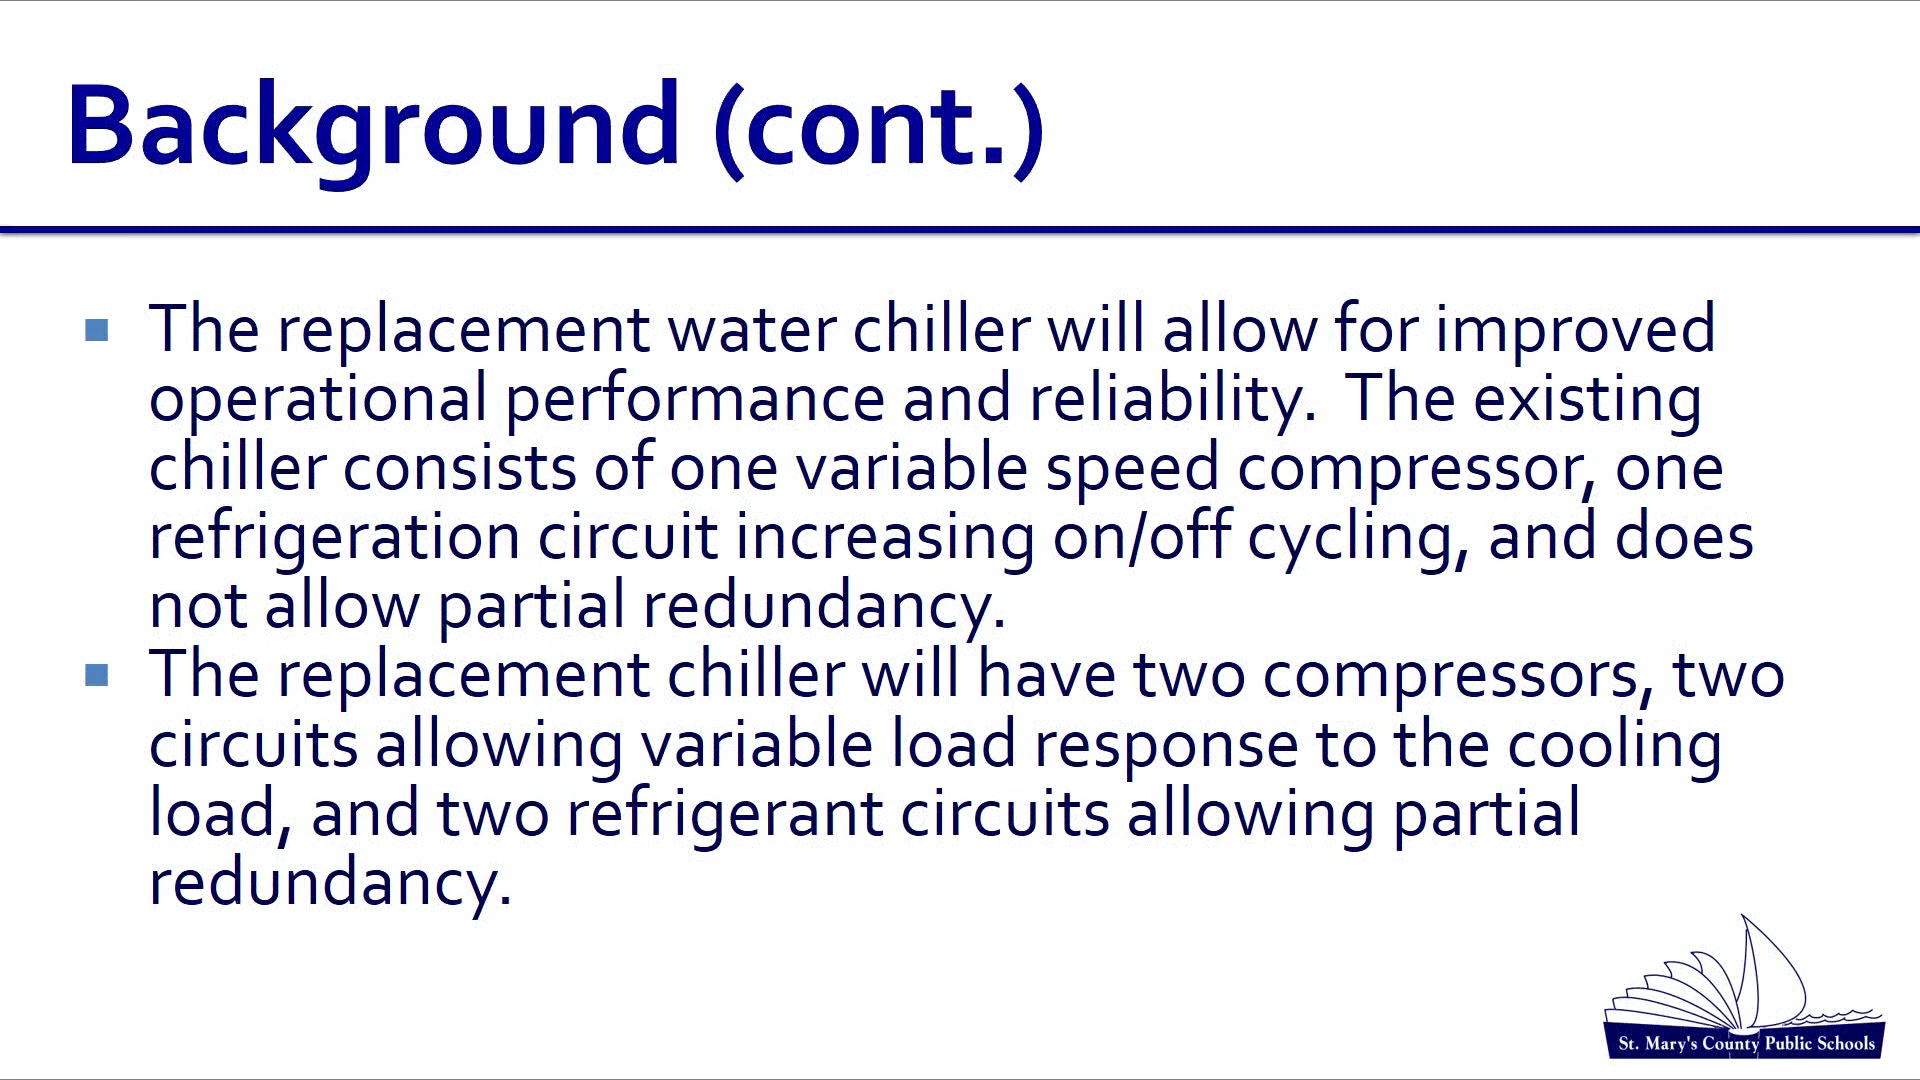 Background (cont.)
The replacement water chiller will allow for improved
operational performance and reliability.  The existing
chiller consists of one variable speed compressor, one
refrigeration circuit increasing on/off cycling, and does
not allow partial redundancy.
The replacement chiller will have two compressors, two
circuits allowing variable load response to the cooling
load, and two refrigerant circuits allowing partial
redundancy.
St. Mary's County Public Schools